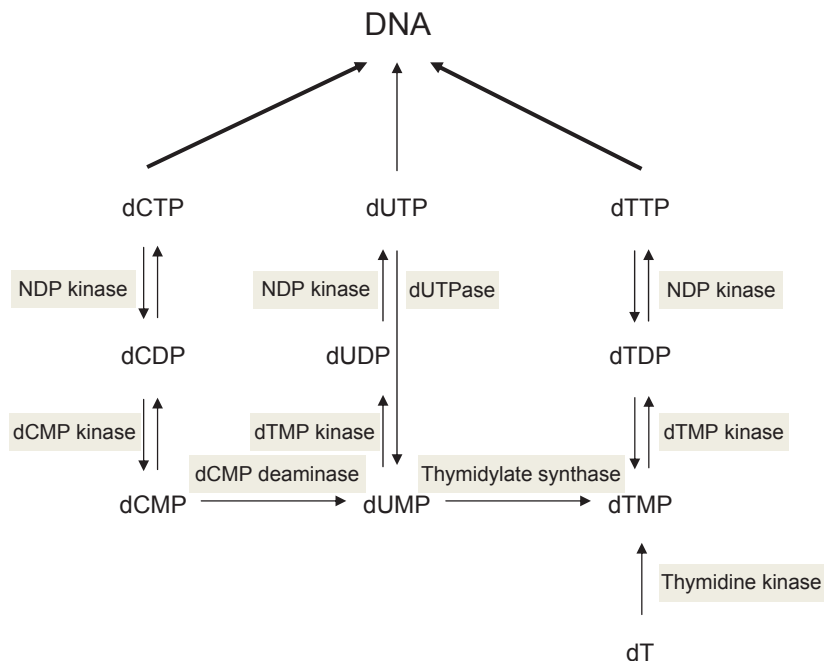 DNA
dCTP
dUTP
dTTP
NDP kinase
NDP kinase
dUTPase
NDP kinase
dCDP
dUDP
dTDP
dCMP kinase
dTMP kinase
dTMP kinase
dCMP deaminase
Thymidylate synthase
dCMP
dUMP
dTMP
Thymidine kinase
dT